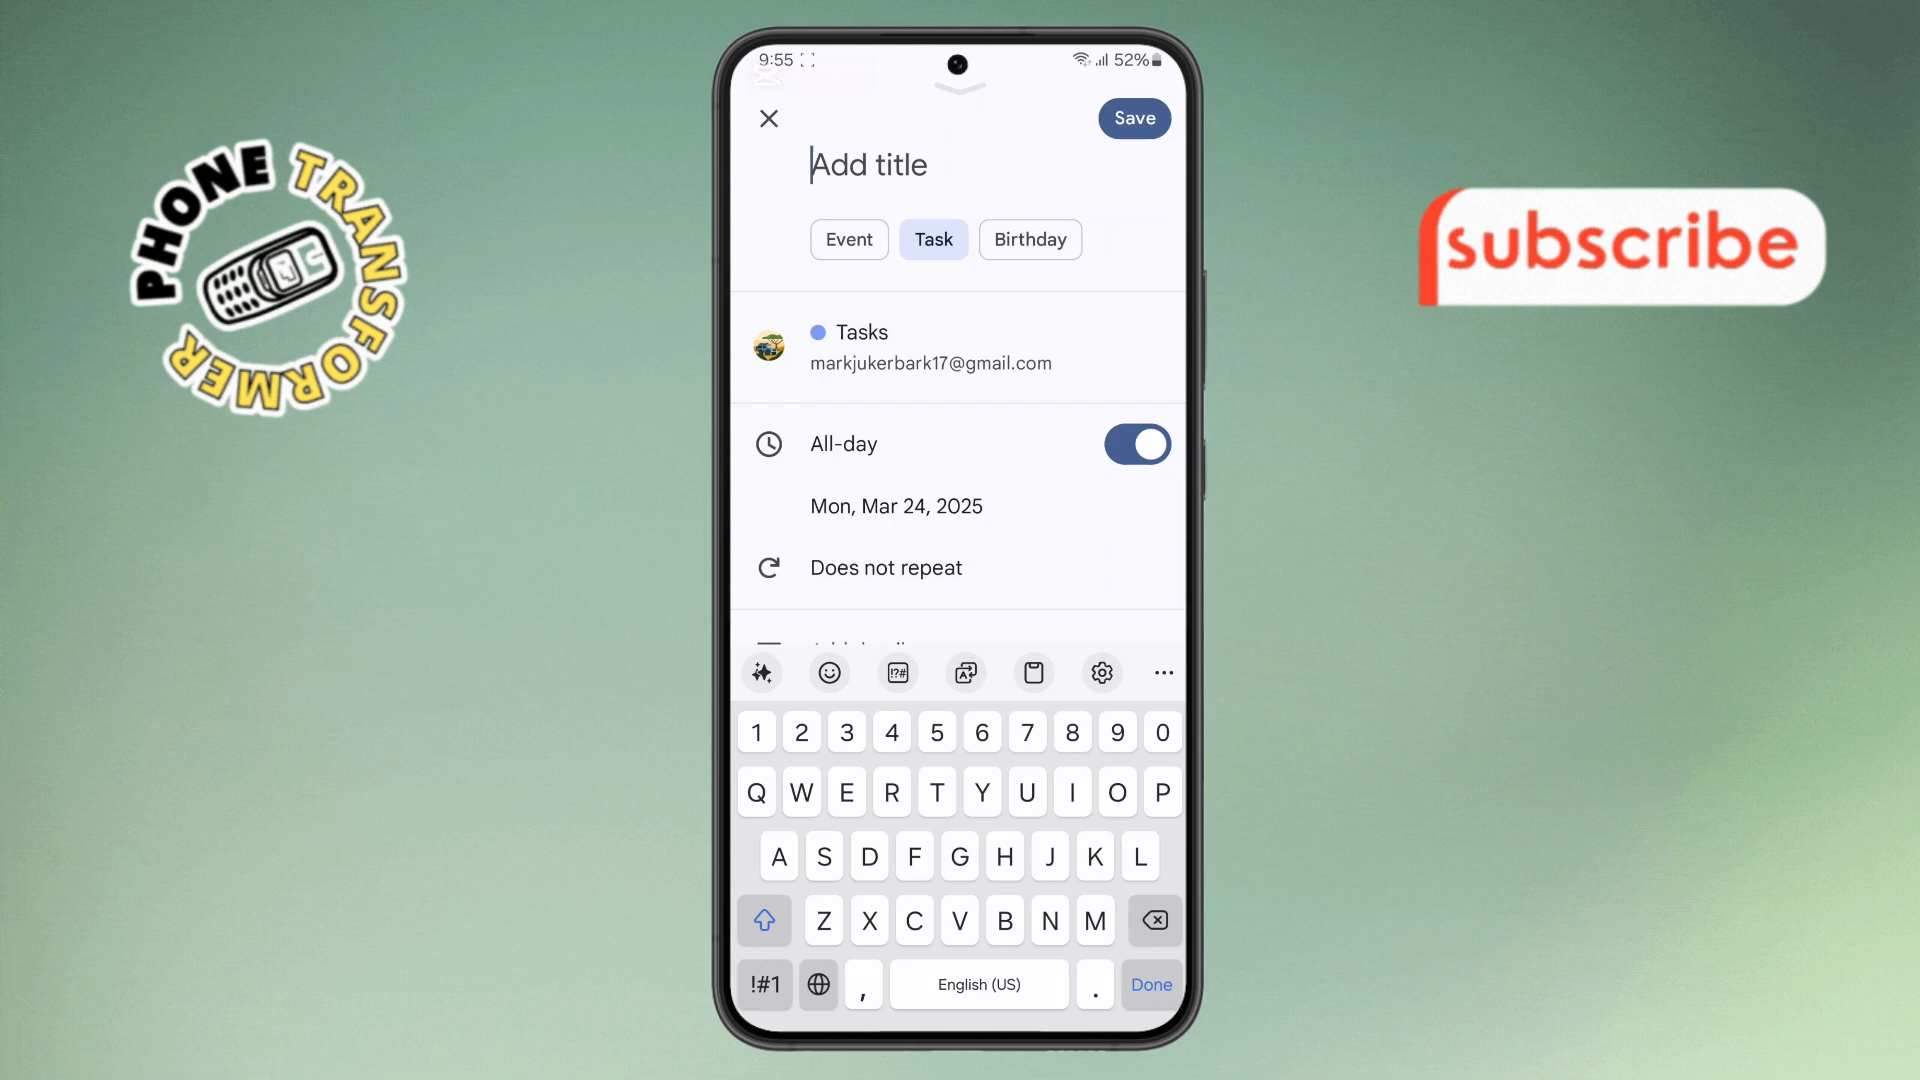 PHONE TRANSFORMER
subscribe
9:55
52%
Save
Add title
Event Task Birthday
Tasks
markjukerbark17@gmail.com
All-day
Mon, Mar 24, 2025
Does not repeat
!?#
1 2 3 4 5 6 7 8 9 0
Q W E R T Y U I O P
A S D F G H J K L
Z X C V B N M
!#1 , English (US) . Done